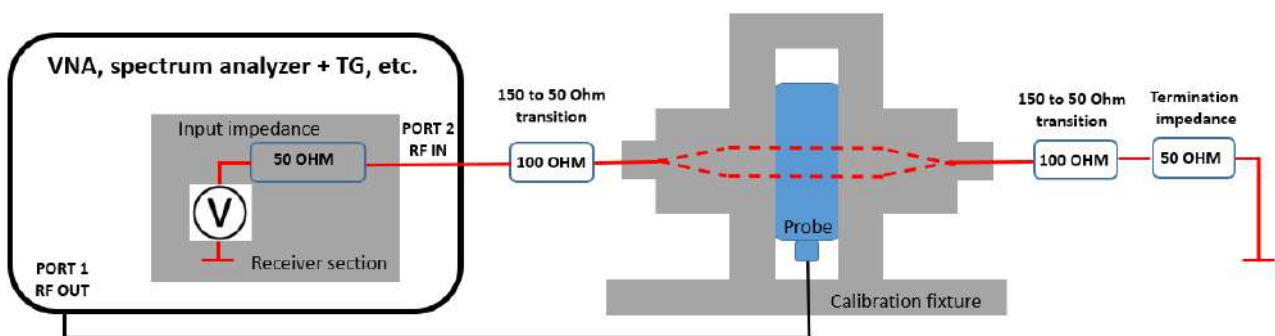 VNA, spectrum analyzer + TG, etc.
Input impedance
50 OHM
PORT 2
RF IN
V
Receiver section
PORT 1
RF OUT
150 to 50 Ohm
transition
100 OHM
Probe
Calibration fixture
150 to 50 Ohm
transition
100 OHM
Termination
impedance
50 OHM